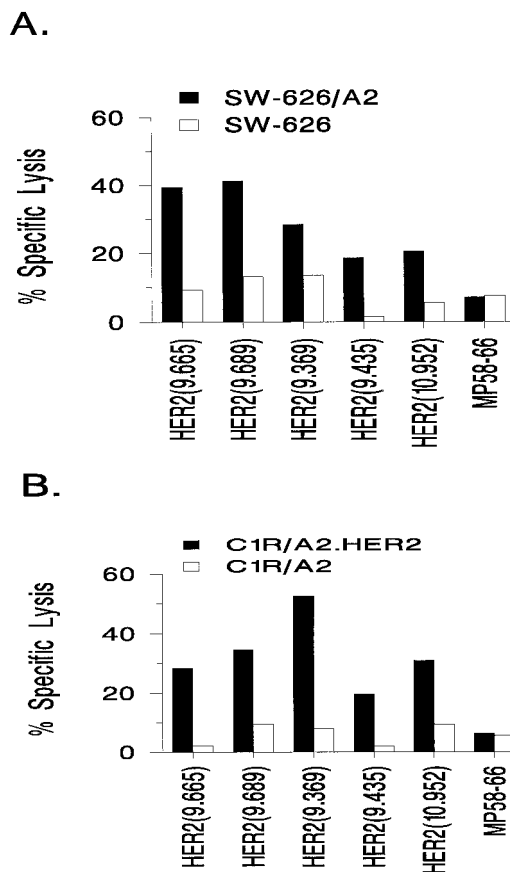 A.
SW-626/A2
SW-626
% Specific Lysis
60
40
20
0
HER2(9.665)
HER2(9.689)
HER2(9.369)
HER2(9.435)
HER2(10.952)
MP58-66
B.
C1R/A2.HER2
C1R/A2
% Specific Lysis
60
40
20
0
HER2(9.665)
HER2(9.689)
HER2(9.369)
HER2(9.435)
HER2(10.952)
MP58-66